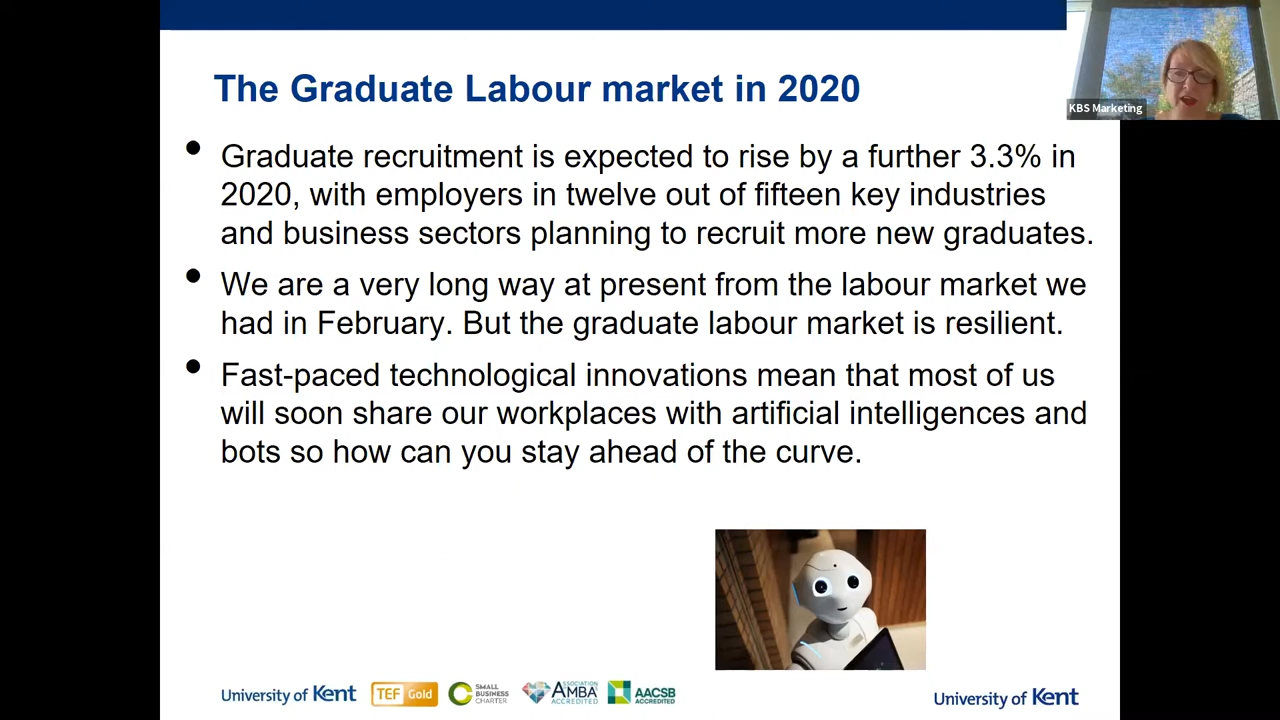 The Graduate Labour market in 2020
KBS Marketing
• Graduate recruitment is expected to rise by a further 3.3% in
2020, with employers in twelve out of fifteen key industries
and business sectors planning to recruit more new graduates.
• We are a very long way at present from the labour market we
had in February. But the graduate labour market is resilient.
• Fast-paced technological innovations mean that most of us
will soon share our workplaces with artificial intelligences and
bots so how can you stay ahead of the curve.
University of Kent
TEF Gold
SMALL
BUSINESS
CHARTER
ASSOCIATION
AMBA
ACCREDITED
AACSB
ACCREDITED
University of Kent